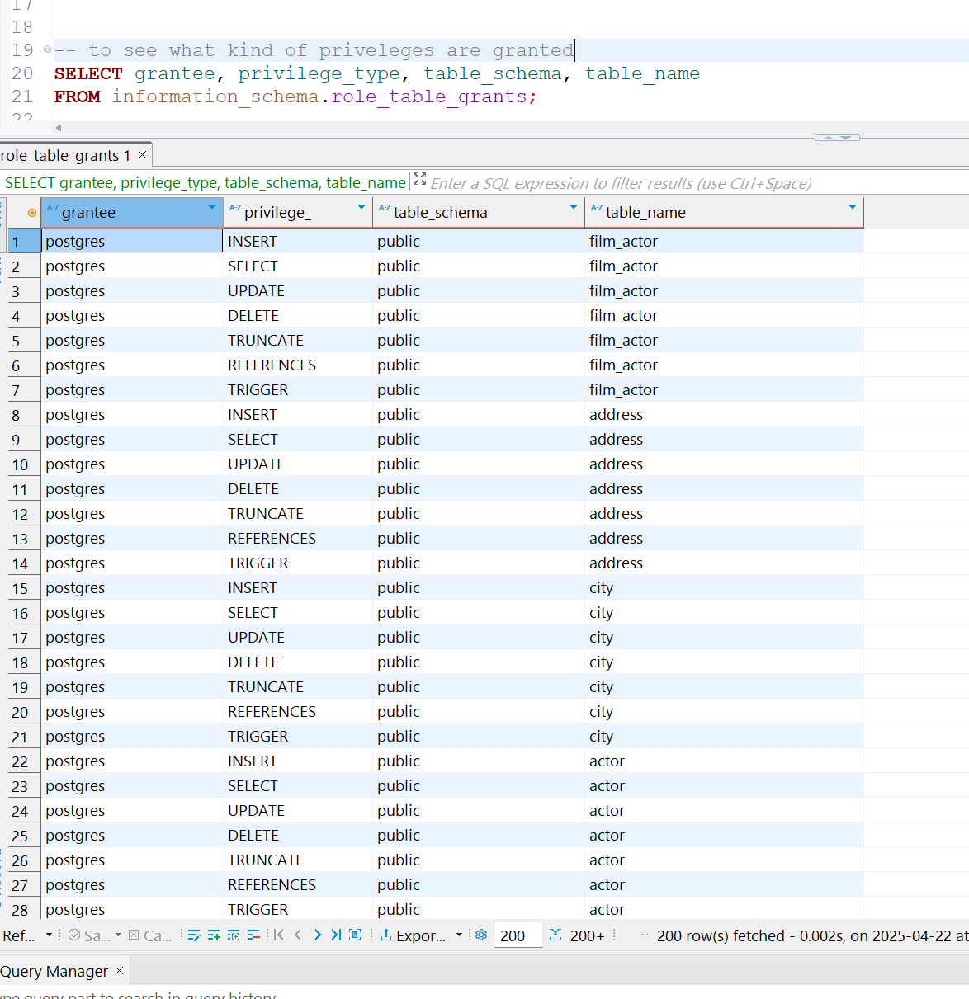 17
18
19 -- to see what kind of priveleges are granted
20 SELECT grantee, privilege_type, table_schema, table_name
21 FROM information_schema.role_table_grants;
22
role_table_grants 1 ×
SELECT grantee, privilege_type, table_schema, table_name Enter a SQL expression to filter results (use Ctrl+Space)
A-Z grantee A-Z privilege_ A-Z table_schema A-Z table_name
1 postgres INSERT public film_actor
2 postgres SELECT public film_actor
3 postgres UPDATE public film_actor
4 postgres DELETE public film_actor
5 postgres TRUNCATE public film_actor
6 postgres REFERENCES public film_actor
7 postgres TRIGGER public film_actor
8 postgres INSERT public address
9 postgres SELECT public address
10 postgres UPDATE public address
11 postgres DELETE public address
12 postgres TRUNCATE public address
13 postgres REFERENCES public address
14 postgres TRIGGER public address
15 postgres INSERT public city
16 postgres SELECT public city
17 postgres UPDATE public city
18 postgres DELETE public city
19 postgres TRUNCATE public city
20 postgres REFERENCES public city
21 postgres TRIGGER public city
22 postgres INSERT public actor
23 postgres SELECT public actor
24 postgres UPDATE public actor
25 postgres DELETE public actor
26 postgres TRUNCATE public actor
27 postgres REFERENCES public actor
28 postgres TRIGGER public actor
Ref... Sa... Ca... Expor... 200 200+ ... 200 row(s) fetched - 0.002s, on 2025-04-22 at
Query Manager ×
query part to search in query history